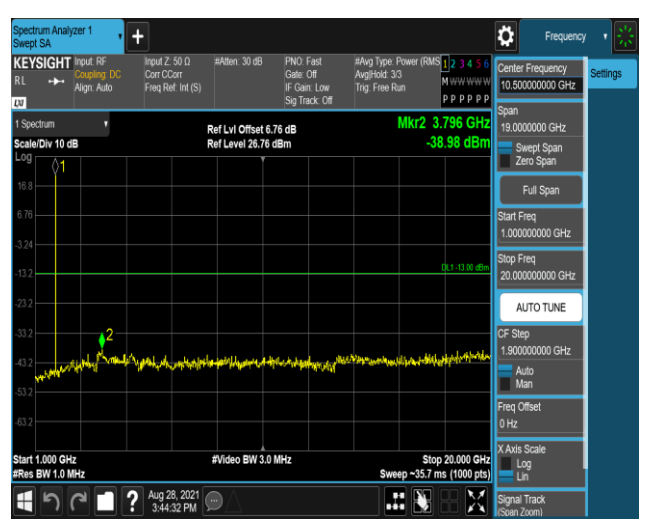 Spectrum Analyzer 1
Swept SA
Frequency
KEYSIGHT
RL
LXI
Input: RF
Coupling: DC
Align: Auto
Input Z: 50 Ω
Corr CCorr
Freq Ref: Int (S)
#Atten: 30 dB
PNO: Fast
Gate: Off
IF Gain: Low
Sig Track: Off
#Avg Type: Power (RMS
Avg|Hold: 3/3
Trig: Free Run
1 2 3 4 5 6
M W W W W W
P P P P P P
1 Spectrum
Scale/Div 10 dB
Log
Ref Lvl Offset 6.76 dB
Ref Level 26.76 dBm
Mkr2 3.796 GHz
-38.98 dBm
1
16.8
6.76
-3.24
-13.2
DL1 -13.00 dBm
-23.2
-33.2
2
-43.2
-53.2
-63.2
Start 1.000 GHz
#Res BW 1.0 MHz
#Video BW 3.0 MHz
Stop 20.000 GHz
Sweep ~35.7 ms (1000 pts)
?
Aug 28, 2021
3:44:32 PM
Center Frequency
10.500000000 GHz
Settings
Span
19.0000000 GHz
Swept Span
Zero Span
Full Span
Start Freq
1.000000000 GHz
Stop Freq
20.000000000 GHz
AUTO TUNE
CF Step
1.900000000 GHz
Auto
Man
Freq Offset
0 Hz
X Axis Scale
Log
Lin
Signal Track
(Span Zoom)